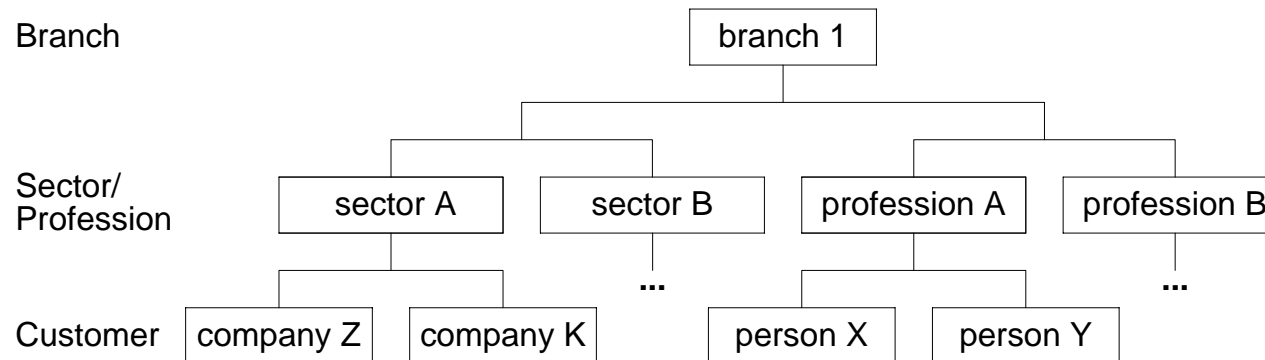 Branch
branch 1
Sector/
Profession
sector A
sector B
profession A
profession B
...
...
Customer
company Z
company K
person X
person Y